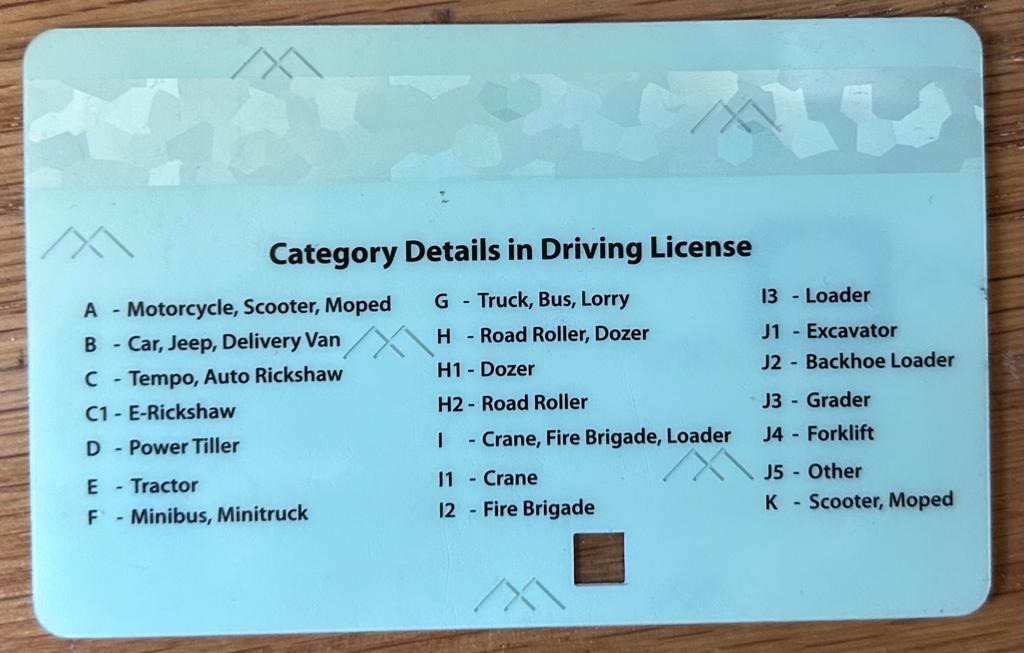 Category Details in Driving License
A - Motorcycle, Scooter, Moped
B - Car, Jeep, Delivery Van
C - Tempo, Auto Rickshaw
C1 - E-Rickshaw
D - Power Tiller
E - Tractor
F - Minibus, Minitruck
G - Truck, Bus, Lorry
H - Road Roller, Dozer
H1 - Dozer
H2 - Road Roller
I - Crane, Fire Brigade, Loader
I1 - Crane
I2 - Fire Brigade
I3 - Loader
J1 - Excavator
J2 - Backhoe Loader
J3 - Grader
J4 - Forklift
J5 - Other
K - Scooter, Moped